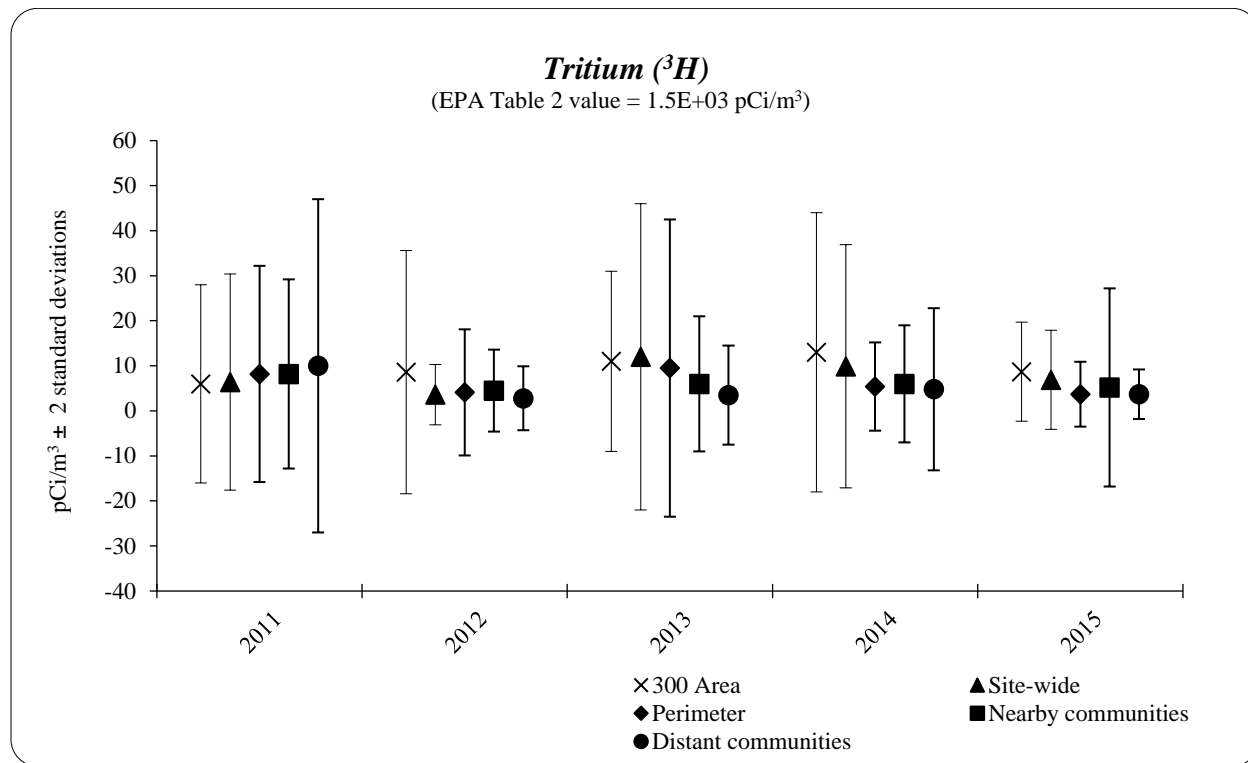 Tritium (³H)
(EPA Table 2 value = 1.5E+03 pCi/m³)
pCi/m³ ± 2 standard deviations
60
50
40
30
20
10
0
-10
-20
-30
-40
2011
2012
2013
2014
2015
300 Area
Site-wide
Perimeter
Nearby communities
Distant communities